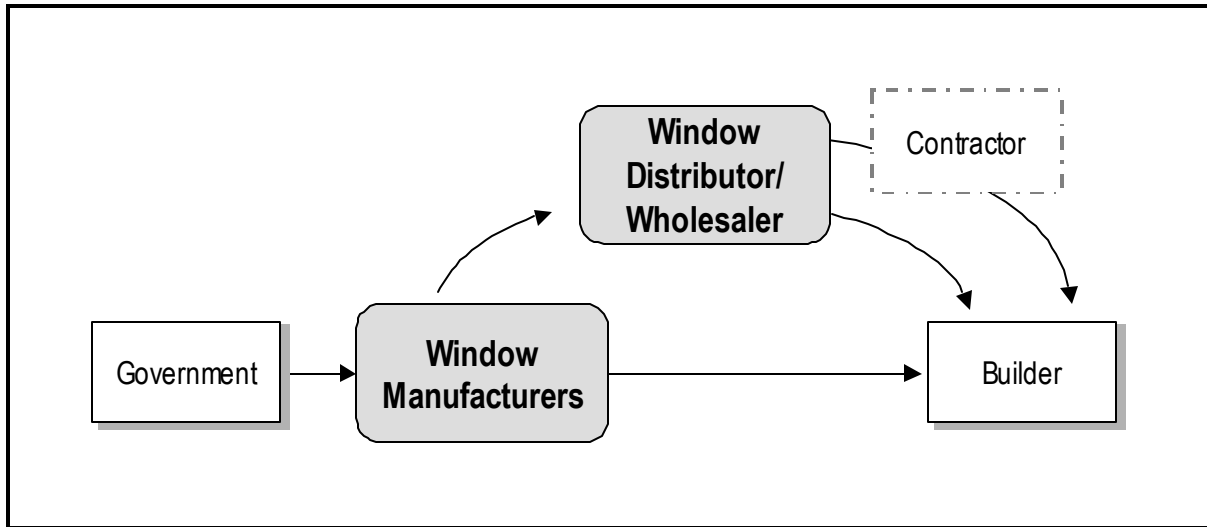 Window
Distributor/
Wholesaler
Contractor
Government
Window
Manufacturers
Builder